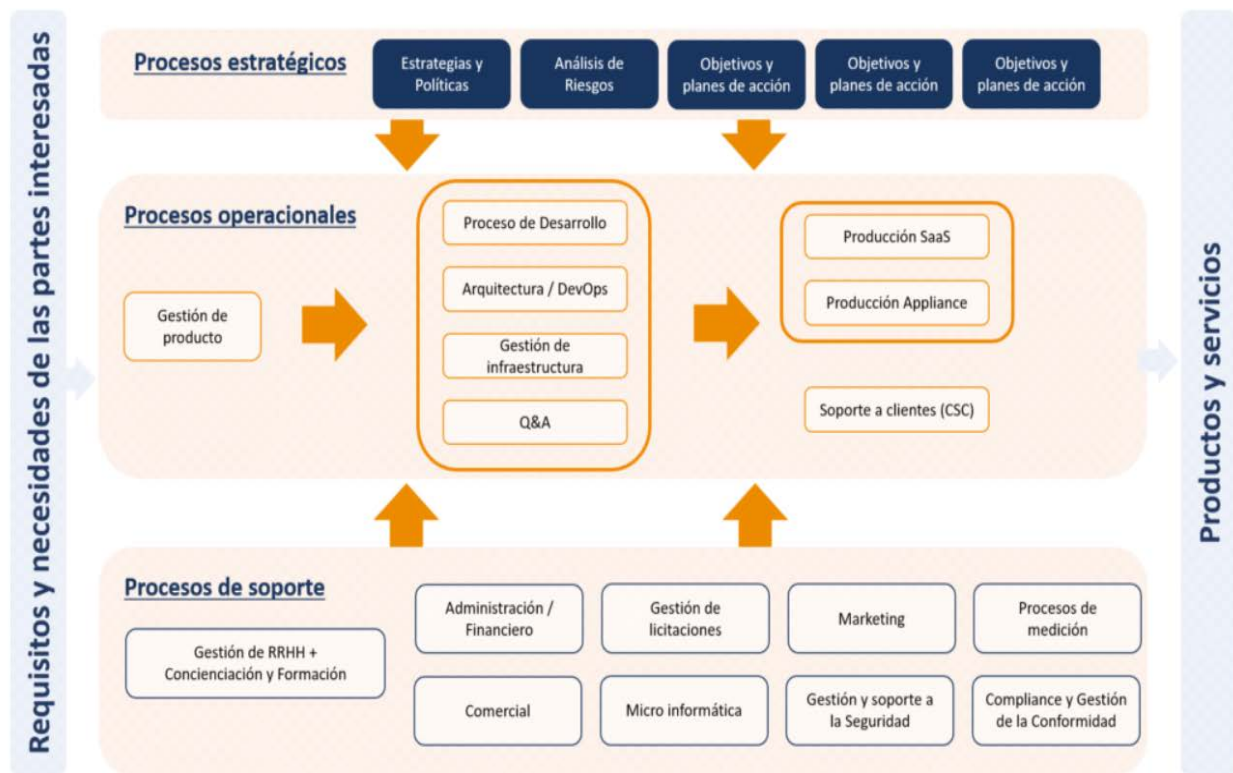 Requisitos y necesidades de las partes interesadas
Procesos estratégicos
Estrategias y
Políticas
Análisis de
Riesgos
Objetivos y
planes de acción
Objetivos y
planes de acción
Objetivos y
planes de acción
Procesos operacionales
Gestión de
producto
Proceso de Desarrollo
Arquitectura / DevOps
Gestión de
infraestructura
Q&A
Producción SaaS
Producción Appliance
Soporte a clientes (CSC)
Procesos de soporte
Gestión de RRHH +
Concienciación y Formación
Administración /
Financiero
Gestión de
licitaciones
Marketing
Procesos de
medición
Comercial
Micro informática
Gestión y soporte a
la Seguridad
Compliance y Gestión
de la Conformidad
Productos y servicios